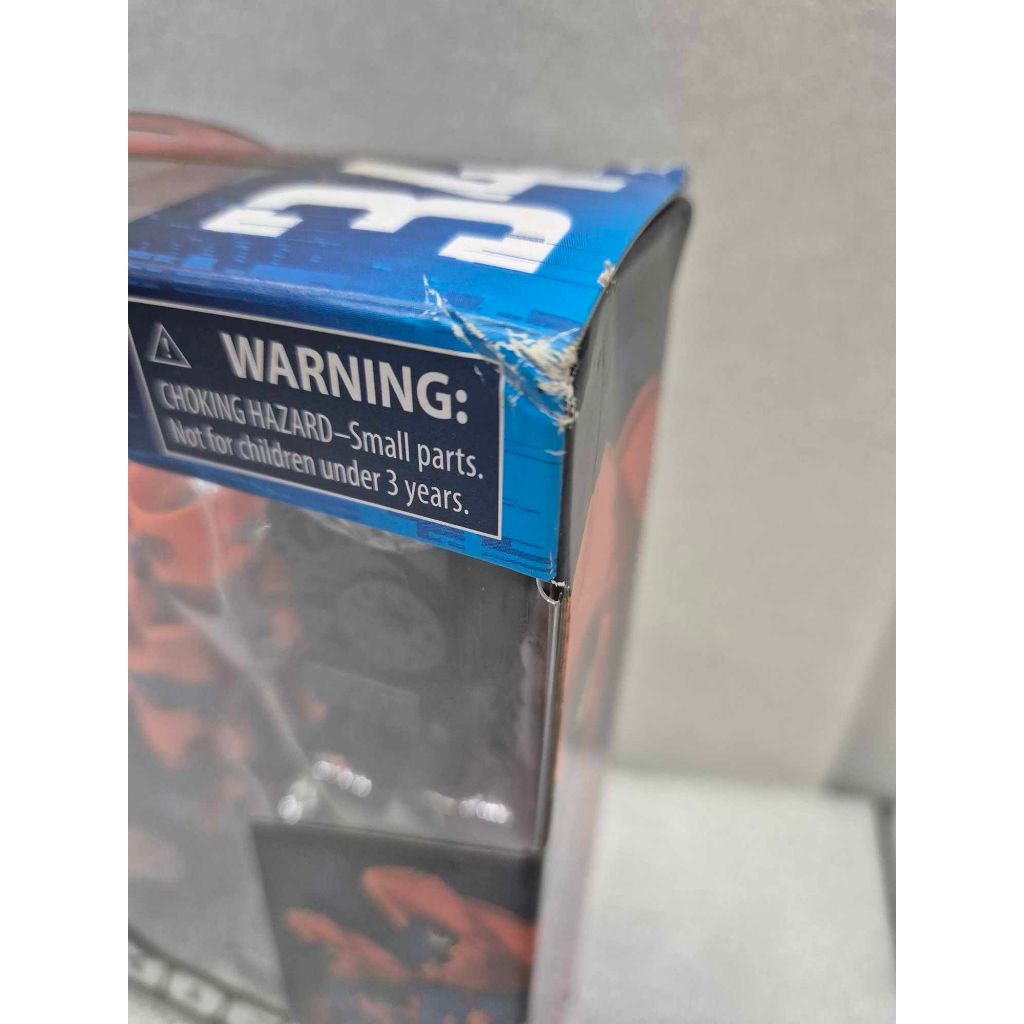 WARNING:
CHOKING HAZARD–Small parts.
Not for children under 3 years.